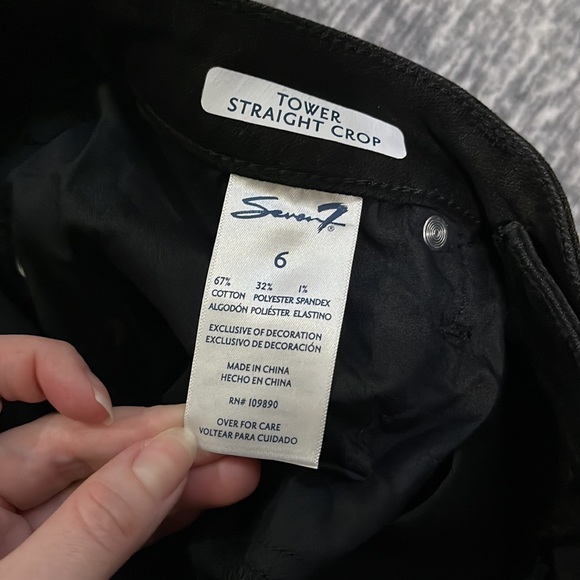 TOWER
STRAIGHT CROP
Seven7®
6
67% 32% 1%
COTTON POLYESTER SPANDEX
ALGODÓN POLIÉSTER ELASTINO
EXCLUSIVE OF DECORATION
EXCLUSIVO DE DECORACIÓN
MADE IN CHINA
HECHO EN CHINA
RN# 109890
OVER FOR CARE
VOLTEAR PARA CUIDADO